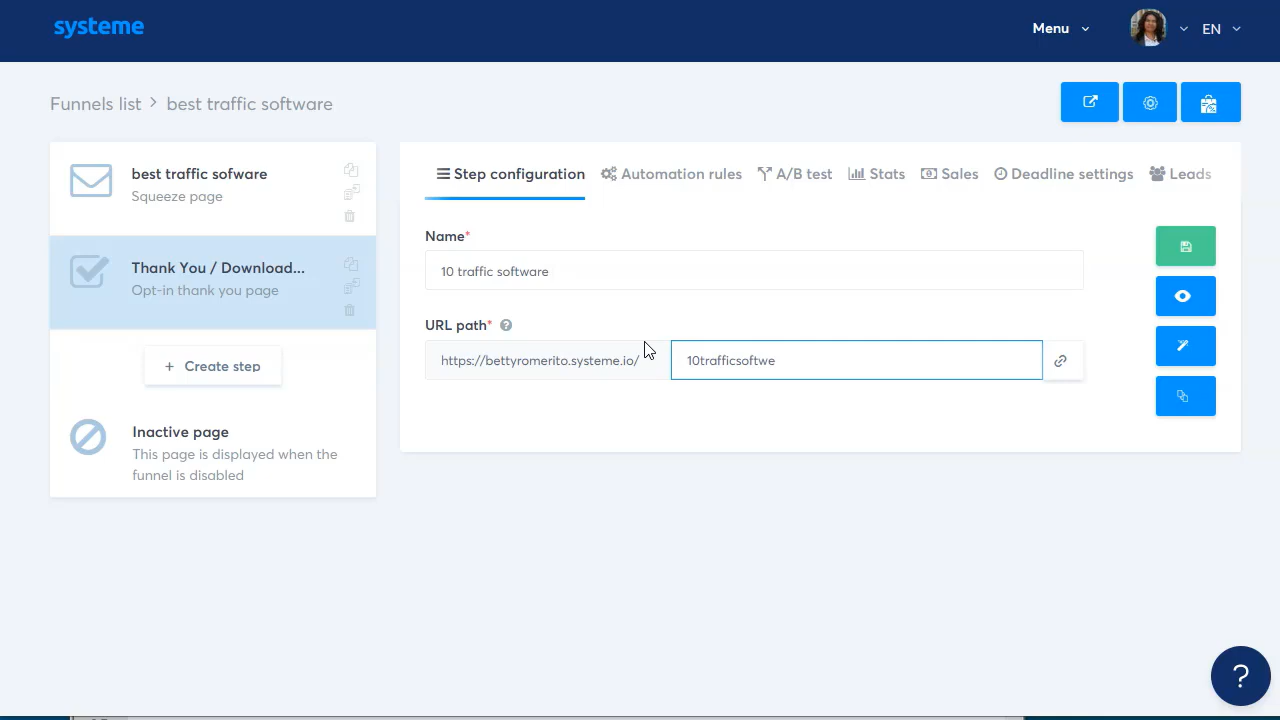 systeme
Menu
EN
Funnels list > best traffic software
best traffic sofware
Squeeze page
Thank You / Download...
Opt-in thank you page
+ Create step
Inactive page
This page is displayed when the
funnel is disabled
Step configuration
Automation rules
A/B test
Stats
Sales
Deadline settings
Leads
Name*
10 traffic software
URL path* ?
https://bettyromerito.systeme.io/
10trafficsoftwe
?